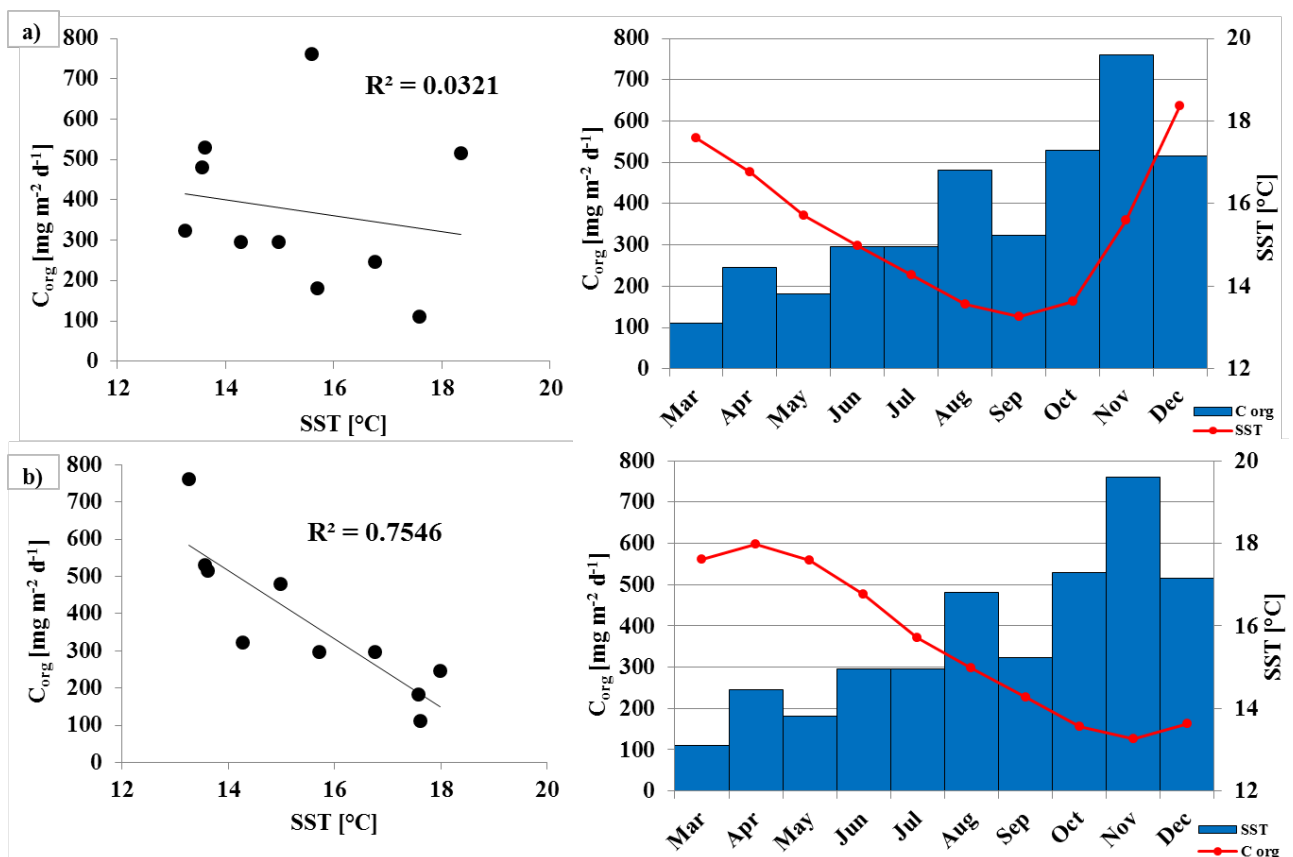 a)
800
700
600
500
400
300
200
100
0
C_org [mg m⁻² d⁻¹]
R² = 0.0321
12 14 16 18 20
SST [°C]
800
700
600
500
400
300
200
100
0
C_org [mg m⁻² d⁻¹]
20
18
16
14
12
SST [°C]
Mar Apr May Jun Jul Aug Sep Oct Nov Dec
C org
SST
b)
800
700
600
500
400
300
200
100
0
C_org [mg m⁻² d⁻¹]
R² = 0.7546
12 14 16 18 20
SST [°C]
800
700
600
500
400
300
200
100
0
C_org [mg m⁻² d⁻¹]
20
18
16
14
12
SST [°C]
Mar Apr May Jun Jul Aug Sep Oct Nov Dec
SST
C org